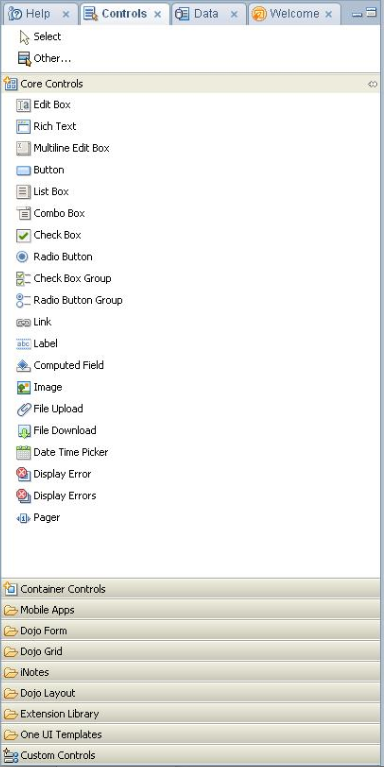 Help Controls Data Welcome
Select
Other...
Core Controls
Edit Box
Rich Text
Multiline Edit Box
Button
List Box
Combo Box
Check Box
Radio Button
Check Box Group
Radio Button Group
Link
abc Label
Computed Field
Image
File Upload
File Download
Date Time Picker
Display Error
Display Errors
Pager
Container Controls
Mobile Apps
Dojo Form
Dojo Grid
iNotes
Dojo Layout
Extension Library
One UI Templates
Custom Controls